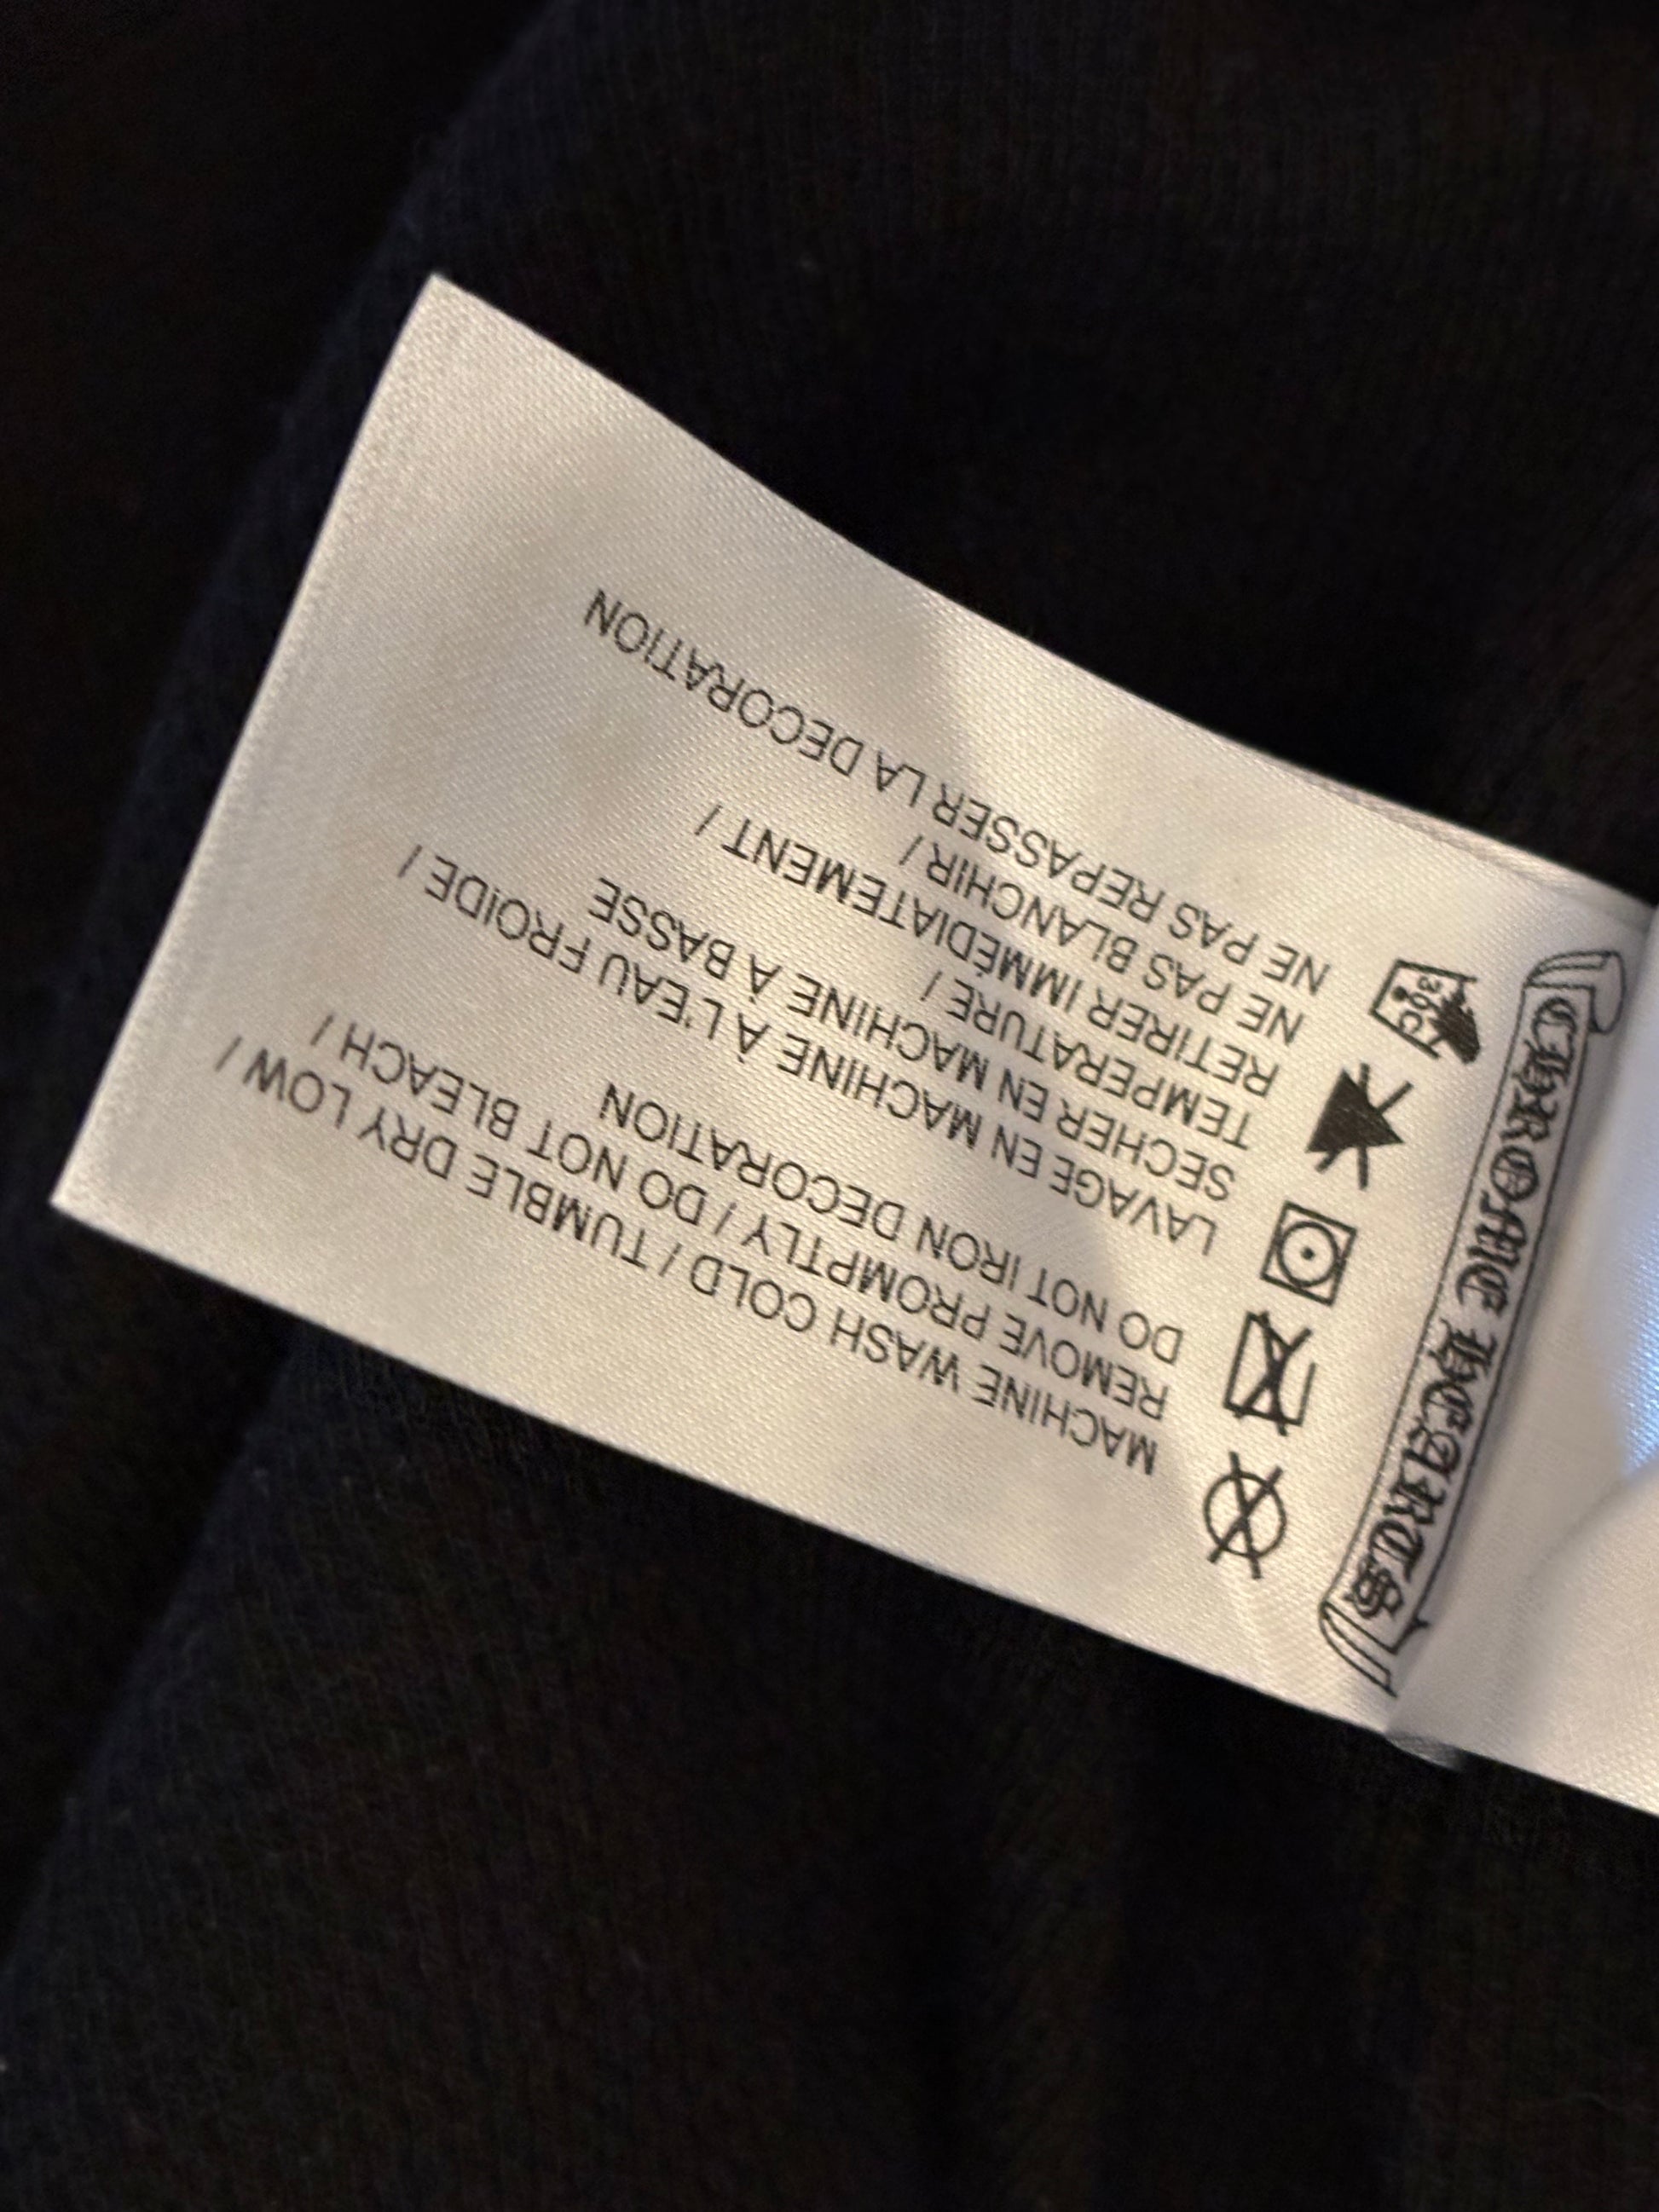 CHROME HEARTS
30°C
MACHINE WASH COLD / TUMBLE DRY LOW /
REMOVE PROMPTLY / DO NOT BLEACH /
DO NOT IRON DECORATION
LAVAGE EN MACHINE À L'EAU FROIDE /
SECHER EN MACHINE À BASSE
TEMPERATURE /
RETIRER IMMÉDIATEMENT /
NE PAS BLANCHIR /
NE PAS REPASSER LA DECORATION